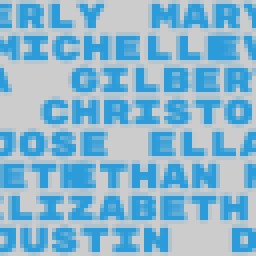 ERLY MARY
MICHELLE
A GILBERT
CHRISTO
JOSE ELLA
ETHAN
ELIZABETH
JUSTIN D